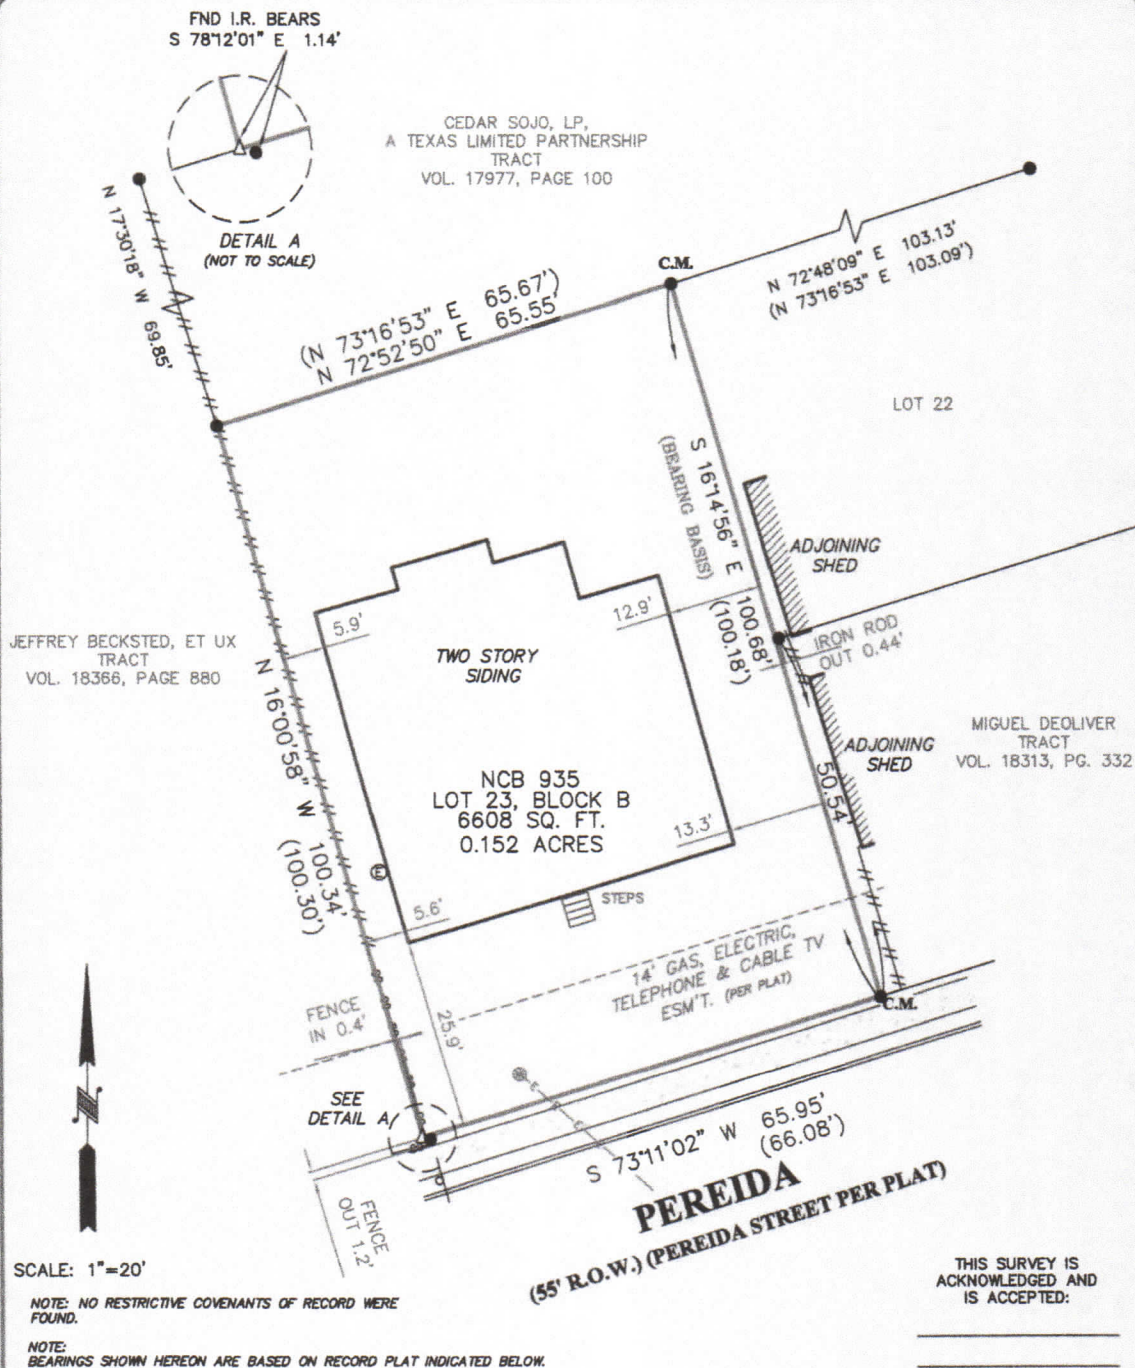 FND I.R. BEARS
S 78°12'01" E 1.14'
CEDAR SOJO, LP,
A TEXAS LIMITED PARTNERSHIP
TRACT
VOL. 17977, PAGE 100
DETAIL A
(NOT TO SCALE)
N 17°30'18" W 69.85'
C.M.
N 72°48'09" E 103.13'
(N 73°16'53" E 103.09')
(N 73°16'53" E 65.67')
N 72°52'50" E 65.55'
LOT 22
S 16°14'56" E 100.68'
(BEARING BASIS) (100.18')
ADJOINING
SHED
5.9'
12.9'
IRON ROD
OUT 0.44'
JEFFREY BECKSTED, ET UX
TRACT
VOL. 18366, PAGE 880
TWO STORY
SIDING
N 16°00'58" W 100.34'
(100.30')
MIGUEL DEOLIVER
TRACT
VOL. 18313, PG. 332
ADJOINING
SHED
50.54'
NCB 935
LOT 23, BLOCK B
6608 SQ. FT.
0.152 ACRES
13.3'
E
5.6'
STEPS
14' GAS, ELECTRIC,
TELEPHONE & CABLE TV
ESM'T. (PER PLAT)
C.M.
FENCE
IN 0.4'
25.9'
SEE
DETAIL A
S 73°11'02" W 65.95'
(66.08')
PEREIDA
(55' R.O.W.) (PEREIDA STREET PER PLAT)
FENCE
OUT 1.2'
N
SCALE: 1"=20'
NOTE: NO RESTRICTIVE COVENANTS OF RECORD WERE
FOUND.
NOTE:
BEARINGS SHOWN HEREON ARE BASED ON RECORD PLAT INDICATED BELOW.
THIS SURVEY IS
ACKNOWLEDGED AND
IS ACCEPTED: